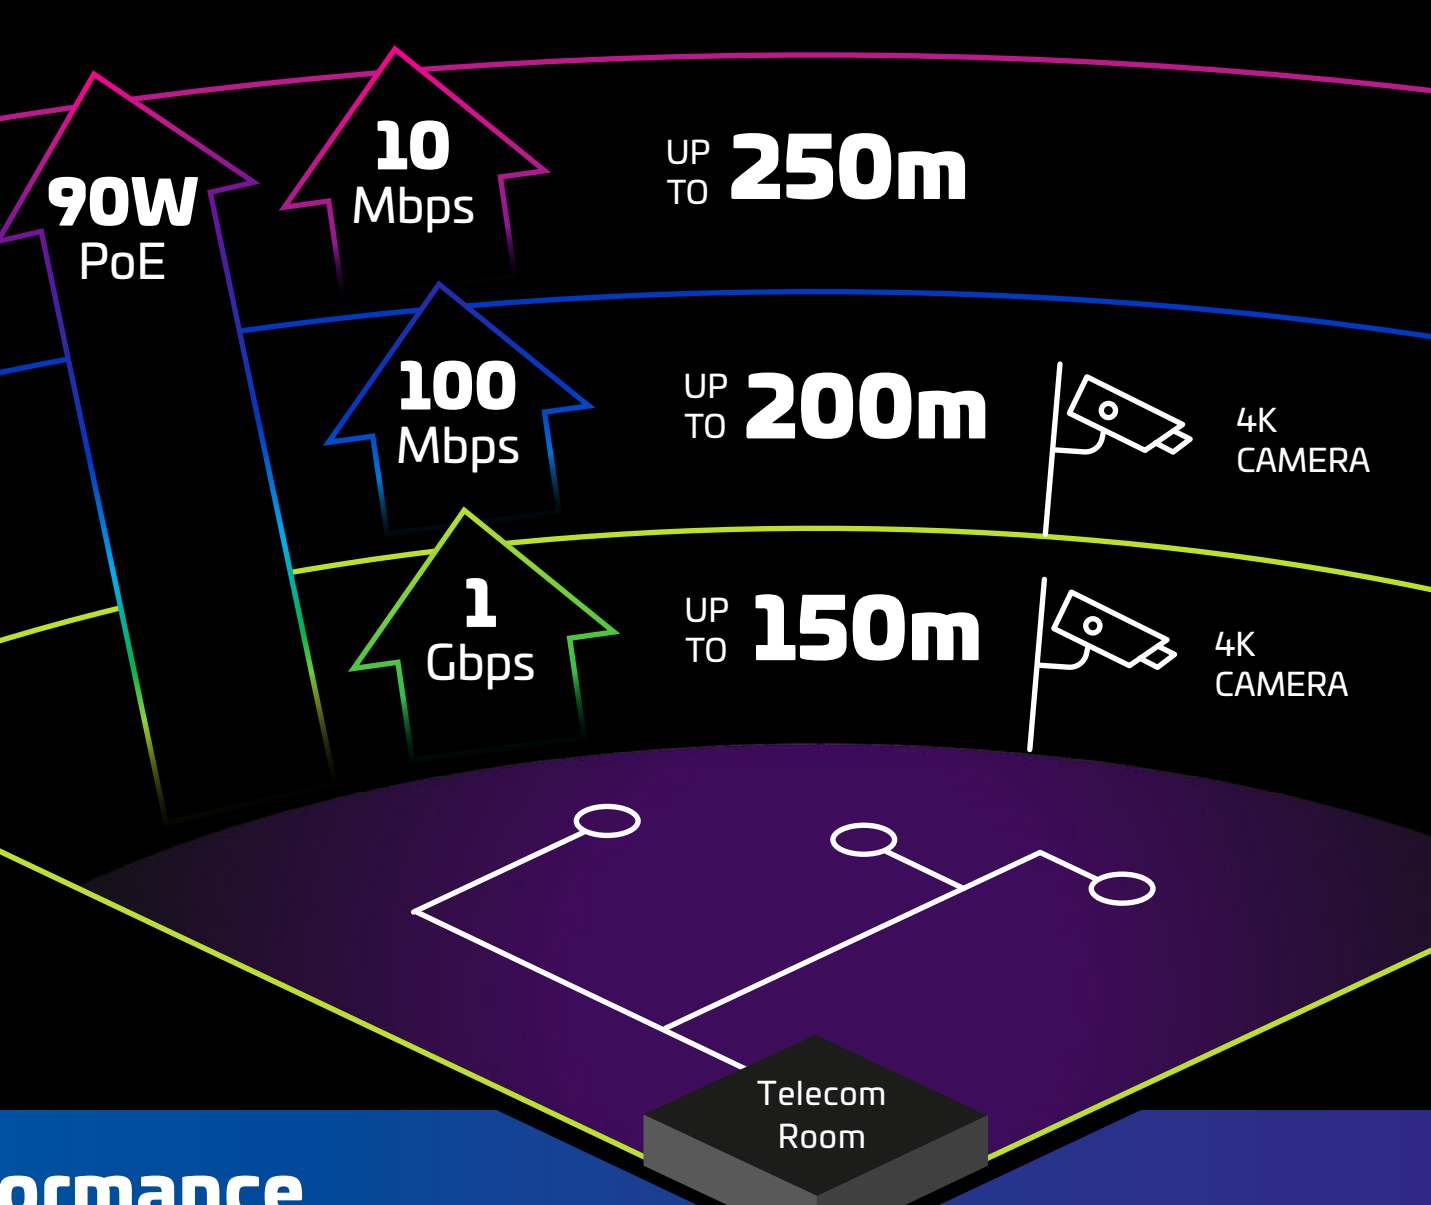 10
Mbps
UP
TO
250m
90W
PoE
100
Mbps
UP
TO
200m
4K
CAMERA
1
Gbps
UP
TO
150m
4K
CAMERA
Telecom
Room
ormance